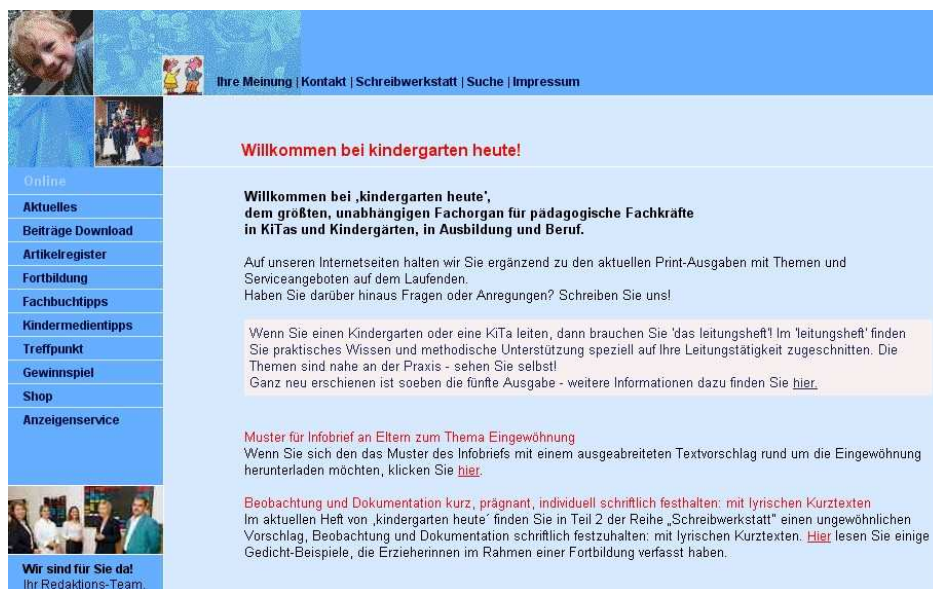 Ihre Meinung | Kontakt | Schreibwerkstatt | Suche | Impressum
Willkommen bei kindergarten heute!
Online
Aktuelles
Beiträge Download
Artikelregister
Fortbildung
Fachbuchtipps
Kindermedientipps
Treffpunkt
Gewinnspiel
Shop
Anzeigenservice
Wir sind für Sie da!
Ihr Redaktions-Team.
Willkommen bei ‚kindergarten heute',
dem größten, unabhängigen Fachorgan für pädagogische Fachkräfte
in KiTas und Kindergärten, in Ausbildung und Beruf.
Auf unseren Internetseiten halten wir Sie ergänzend zu den aktuellen Print-Ausgaben mit Themen und
Serviceangeboten auf dem Laufenden.
Haben Sie darüber hinaus Fragen oder Anregungen? Schreiben Sie uns!
Wenn Sie einen Kindergarten oder eine KiTa leiten, dann brauchen Sie 'das leitungsheft'! Im 'leitungsheft' finden
Sie praktisches Wissen und methodische Unterstützung speziell auf Ihre Leitungstätigkeit zugeschnitten. Die
Themen sind nahe an der Praxis - sehen Sie selbst!
Ganz neu erschienen ist soeben die fünfte Ausgabe - weitere Informationen dazu finden Sie hier.
Muster für Infobrief an Eltern zum Thema Eingewöhnung
Wenn Sie sich den das Muster des Infobriefs mit einem ausgeabreiteten Textvorschlag rund um die Eingewöhnung
herunterladen möchten, klicken Sie hier.
Beobachtung und Dokumentation kurz, prägnant, individuell schriftlich festhalten: mit lyrischen Kurztexten
Im aktuellen Heft von ‚kindergarten heute´ finden Sie in Teil 2 der Reihe „Schreibwerkstatt" einen ungewöhnlichen
Vorschlag, Beobachtung und Dokumentation schriftlich festzuhalten: mit lyrischen Kurztexten. Hier lesen Sie einige
Gedicht-Beispiele, die Erzieherinnen im Rahmen einer Fortbildung verfasst haben.